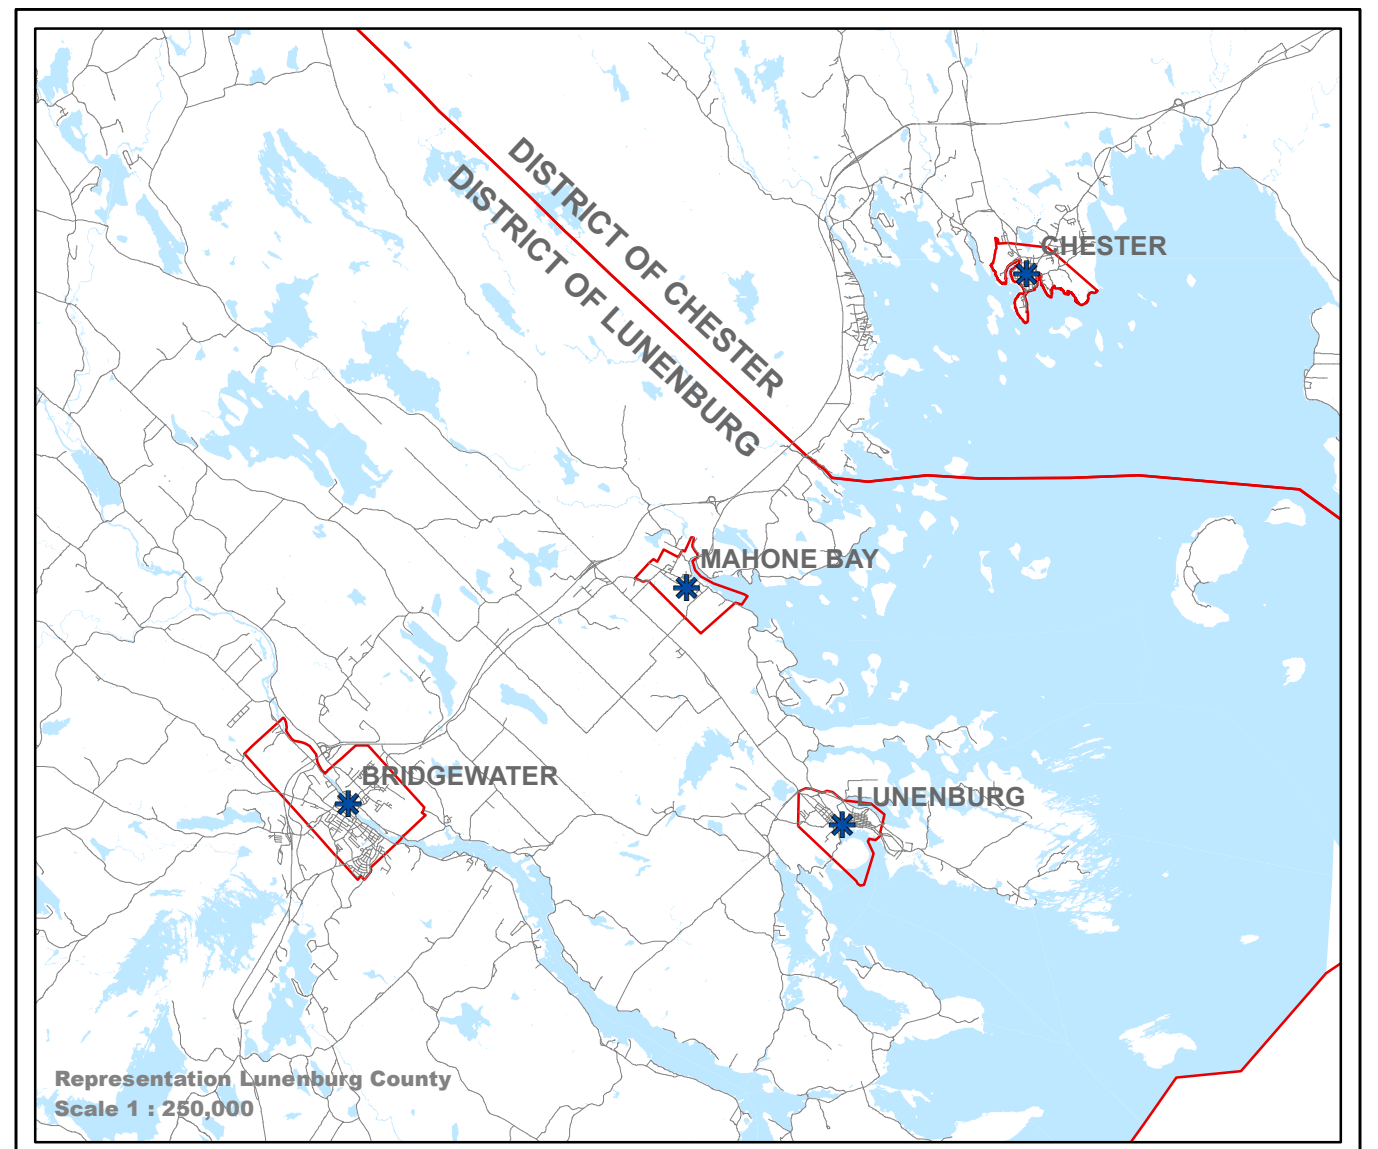 DISTRICT OF CHESTER
DISTRICT OF LUNENBURG
CHESTER
MAHONE BAY
BRIDGEWATER
LUNENBURG
Representation Lunenburg County
Scale 1 : 250,000